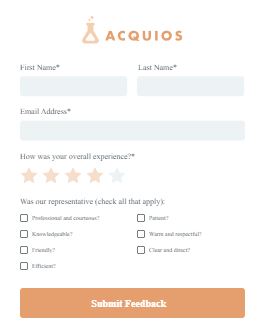 ACQUIOS
First Name* Last Name*
Email Address*
How was your overall experience?*
Was our representative (check all that apply):
Professional and courteous? Patient?
Knowledgeable? Warm and respectful?
Friendly? Clear and direct?
Efficient?
Submit Feedback